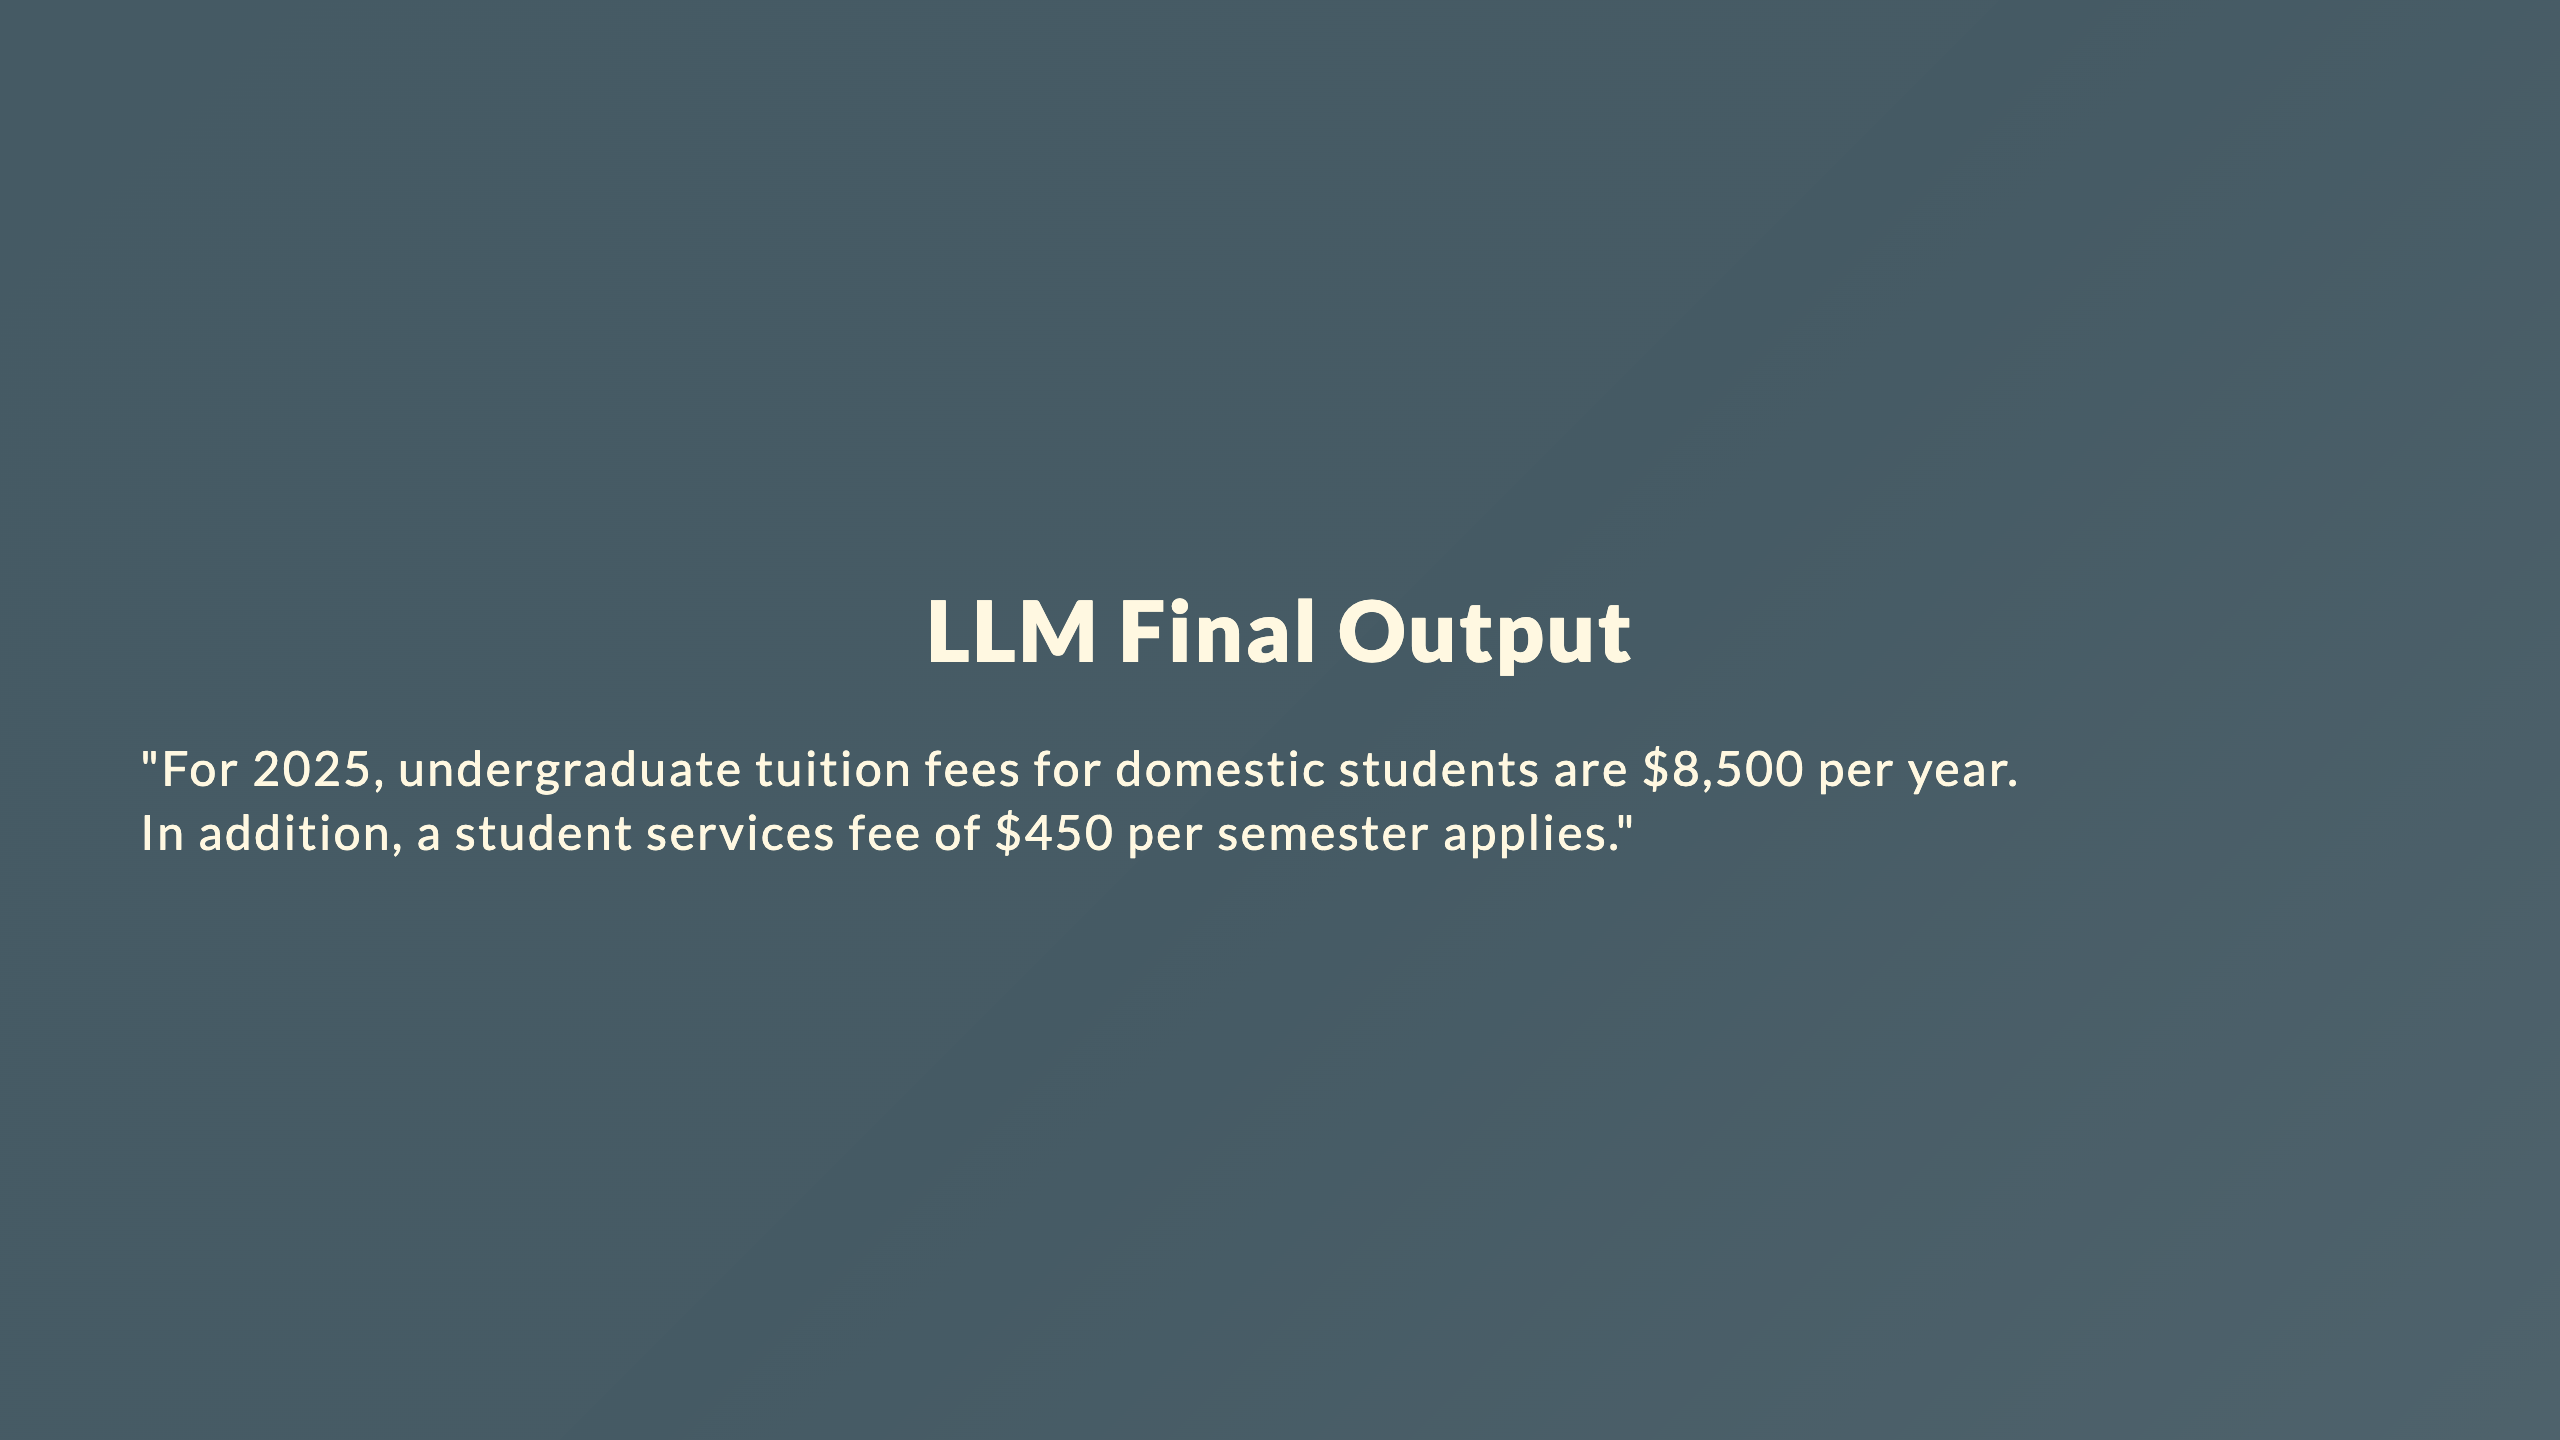 LLM Final Output
"For 2025, undergraduate tuition fees for domestic students are $8,500 per year.
In addition, a student services fee of $450 per semester applies."